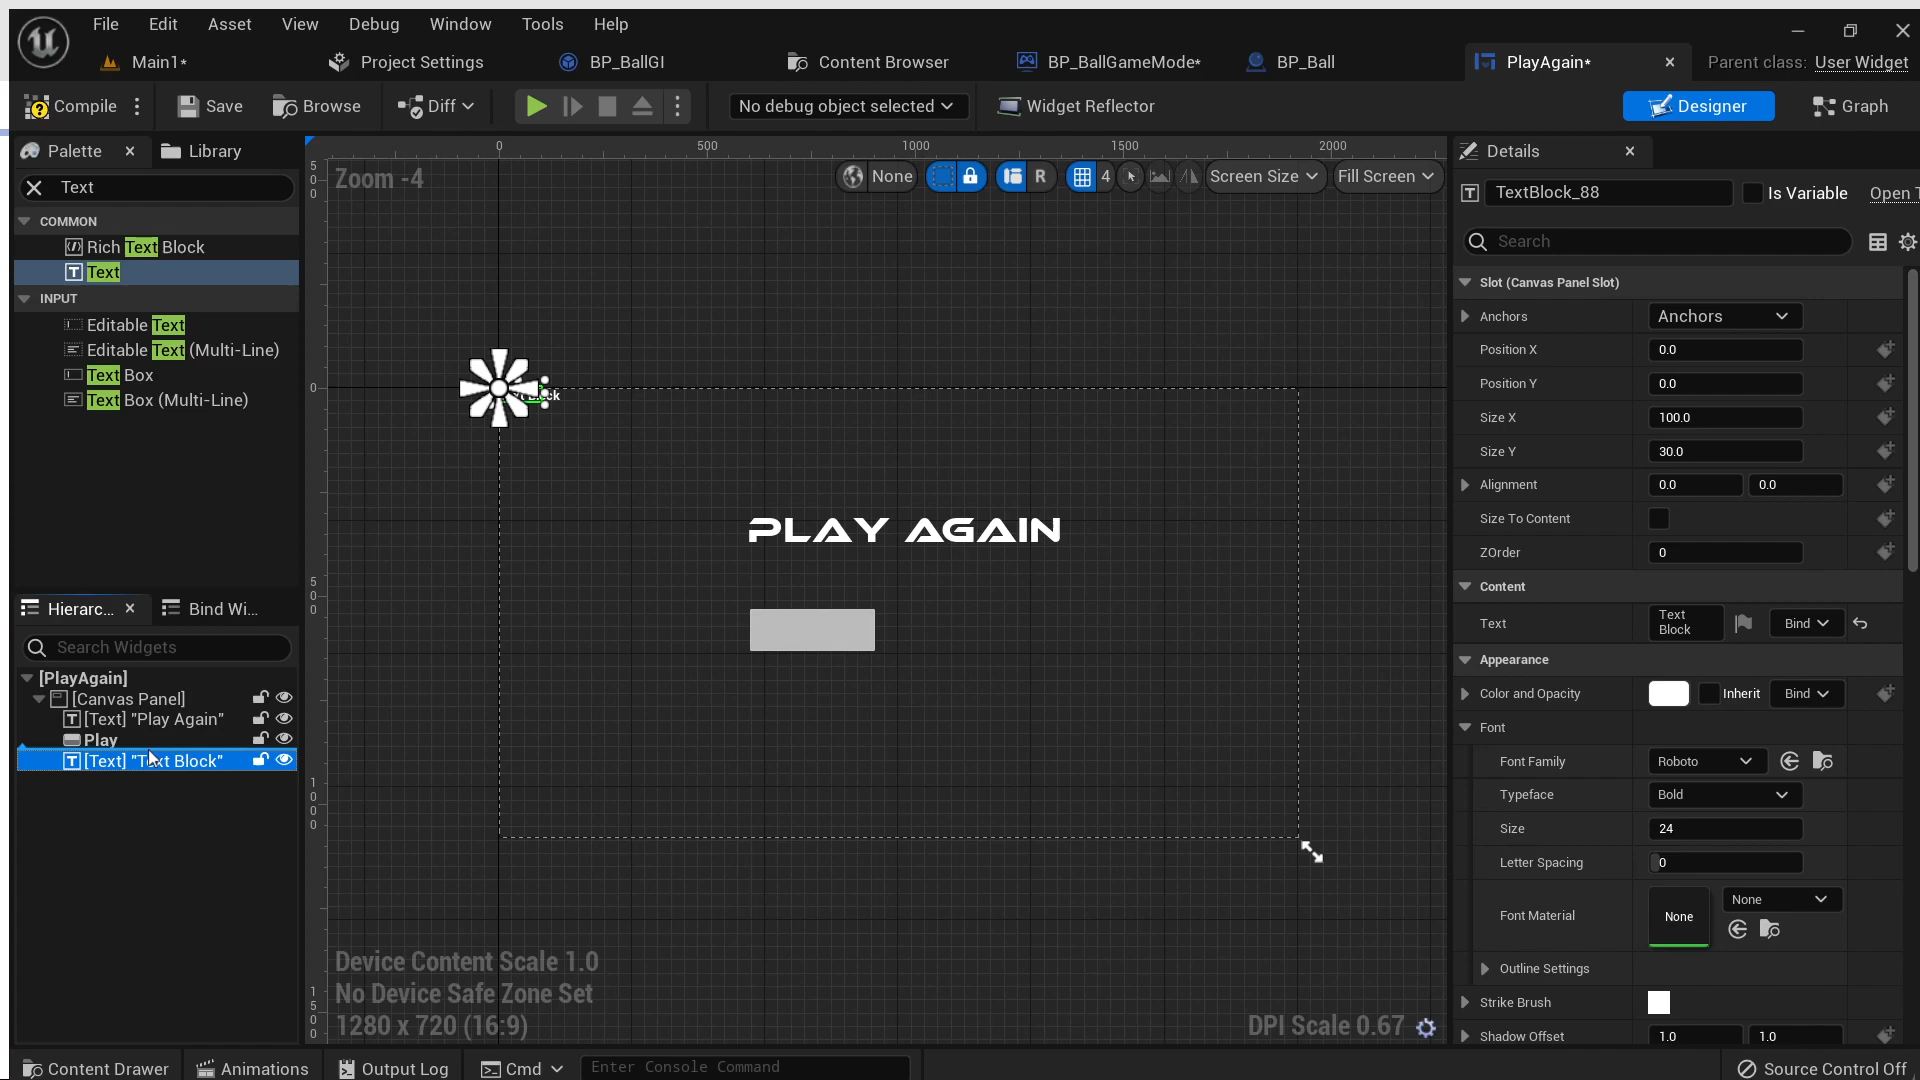 File Edit Asset View Debug Window Tools Help
Main1*
Project Settings
BP_BallGI
Content Browser
BP_BallGameMode*
BP_Ball
PlayAgain*
Parent class: User Widget
Compile
Save
Browse
Diff
No debug object selected
Widget Reflector
Designer
Graph
Palette
Library
Text
COMMON
Rich Text Block
Text
INPUT
Editable Text
Editable Text (Multi-Line)
Text Box
Text Box (Multi-Line)
Hierarc...
Bind Wi...
Search Widgets
[PlayAgain]
[Canvas Panel]
[Text] "Play Again"
Play
[Text] "Text Block"
0 500 1000 1500 2000
Zoom -4
None
R
4
Screen Size
Fill Screen
500
0
500
1000
1500
PLAY AGAIN
Device Content Scale 1.0
No Device Safe Zone Set
1280 x 720 (16:9)
DPI Scale 0.67
Details
TextBlock_88
Is Variable
Open
Search
Slot (Canvas Panel Slot)
Anchors Anchors
Position X 0.0
Position Y 0.0
Size X 100.0
Size Y 30.0
Alignment 0.0 0.0
Size To Content
ZOrder 0
Content
Text Text Block Bind
Appearance
Color and Opacity Inherit Bind
Font
Font Family Roboto
Typeface Bold
Size 24
Letter Spacing 0
Font Material None None
Outline Settings
Strike Brush
Shadow Offset 1.0 1.0
Content Drawer
Animations
Output Log
Cmd
Enter Console Command
Source Control Off